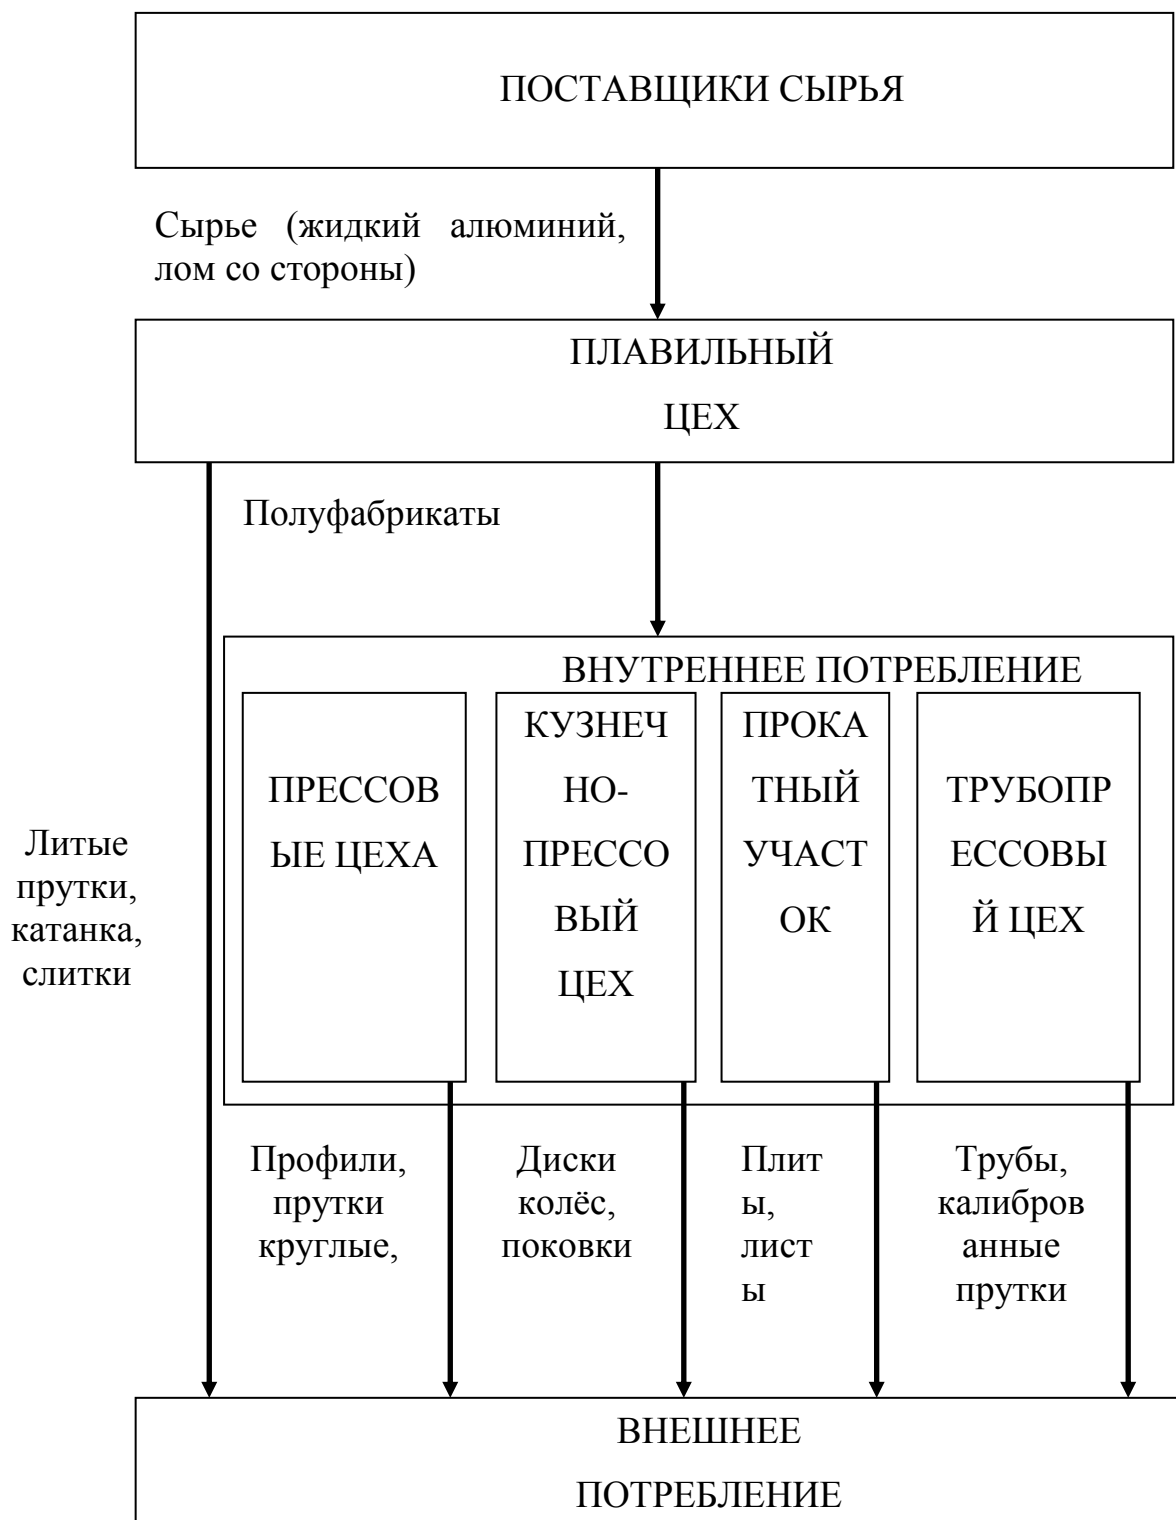 ПОСТАВЩИКИ СЫРЬЯ
Сырье (жидкий алюминий,
лом со стороны)
ПЛАВИЛЬНЫЙ
ЦЕХ
Полуфабрикаты
ВНУТРЕННЕЕ ПОТРЕБЛЕНИЕ
ПРЕССОВ
ЫЕ ЦЕХА
КУЗНЕЧ
НО-
ПРЕССО
ВЫЙ
ЦЕХ
ПРОКА
ТНЫЙ
УЧАСТ
ОК
ТРУБОПР
ЕССОВЫ
Й ЦЕХ
Литые
прутки,
катанка,
слитки
Профили,
прутки
круглые,
Диски
колёс,
поковки
Плит
ы,
лист
ы
Трубы,
калибров
анные
прутки
ВНЕШНЕЕ
ПОТРЕБЛЕНИЕ